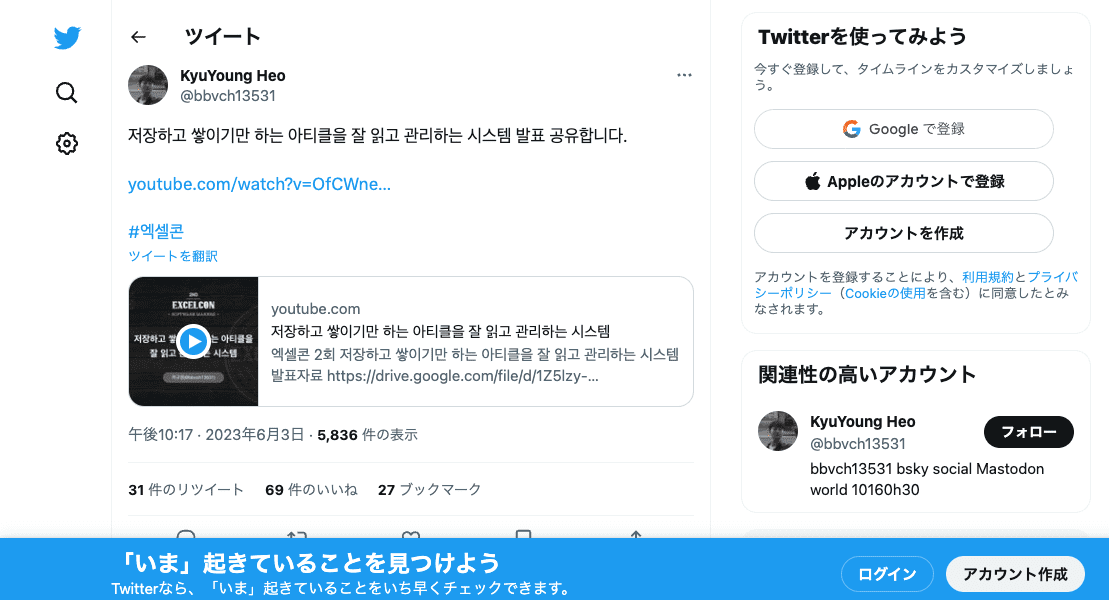 ツイート
KyuYoung Heo
@bbvch13531
저장하고 쌓이기만 하는 아티클을 잘 읽고 관리하는 시스템 발표 공유합니다.
youtube.com/watch?v=OfCWne...
#엑셀콘
ツイートを翻訳
EXCELCON
저장하고 쌓 는 아티클을
잘 읽 시스템
youtube.com
저장하고 쌓이기만 하는 아티클을 잘 읽고 관리하는 시스템
엑셀콘 2회 저장하고 쌓이기만 하는 아티클을 잘 읽고 관리하는 시스템
발표자료 https://drive.google.com/file/d/1Z5lzy-...
午後10:17 · 2023年6月3日 · 5,836 件の表示
31 件のリツイート 69 件のいいね 27 ブックマーク
Twitterを使ってみよう
今すぐ登録して、タイムラインをカスタマイズしましょ
う。
Google で登録
Appleのアカウントで登録
アカウントを作成
アカウントを登録することにより、利用規約とプライバ
シーポリシー（Cookieの使用を含む）に同意したとみ
なされます。
関連性の高いアカウント
KyuYoung Heo
@bbvch13531
フォロー
bbvch13531 bsky social Mastodon
world 10160h30
「いま」起きていることを見つけよう
Twitterなら、「いま」起きていることをいち早くチェックできます。
ログイン
アカウント作成